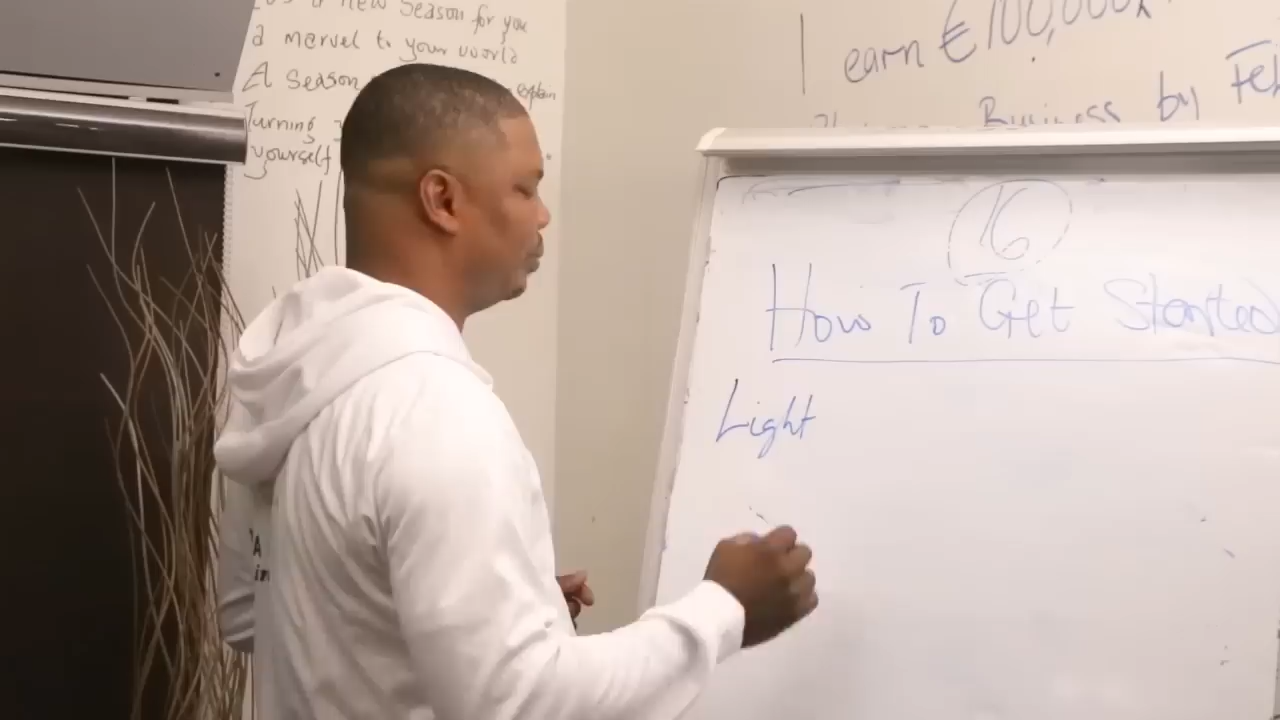 a new Season for you
a marvel to your world
A Season explain
Turning
yourself
I earn €100,000
Business by Feb
16
How To Get Started
Light